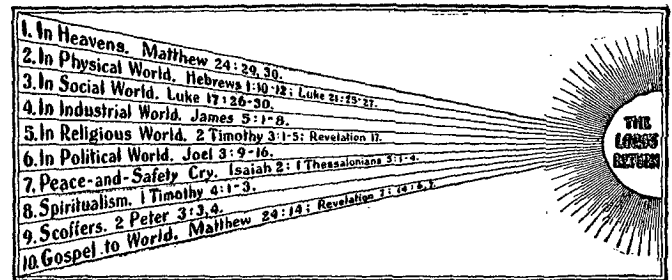 1. In Heavens. Matthew 24:29, 30.
2. In Physical World. Hebrews 1:10-12; Luke 21:25-27.
3. In Social World. Luke 17:26-30.
4. In Industrial World. James 5:1-8.
5. In Religious World. 2 Timothy 3:1-5; Revelation 17.
6. In Political World. Joel 3:9-16.
7. Peace-and-Safety Cry. Isaiah 2; 1 Thessalonians 5:1-4.
8. Spiritualism. 1 Timothy 4:1-3.
9. Scoffers. 2 Peter 3:3,4.
10. Gospel to World. Matthew 24:14; Revelation
THE
LORDS
RETURN